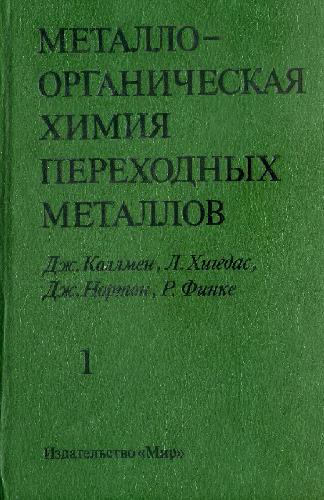 МЕТАЛЛО-
ОРГАНИЧЕСКАЯ
ХИМИЯ
ПЕРЕХОДНЫХ
МЕТАЛЛОВ
Дж. Коллмен, Л. Хигедас,
Дж. Нортон, Р. Финке
1
Издательство «Мир»